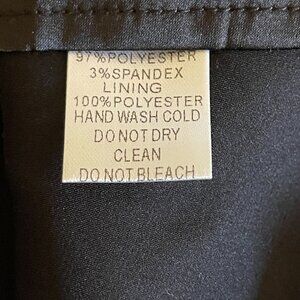 97%POLYESTER
3%SPANDEX
LINING
100%POLYESTER
HAND WASH COLD
DO NOT DRY
CLEAN
DO NOT BLEACH